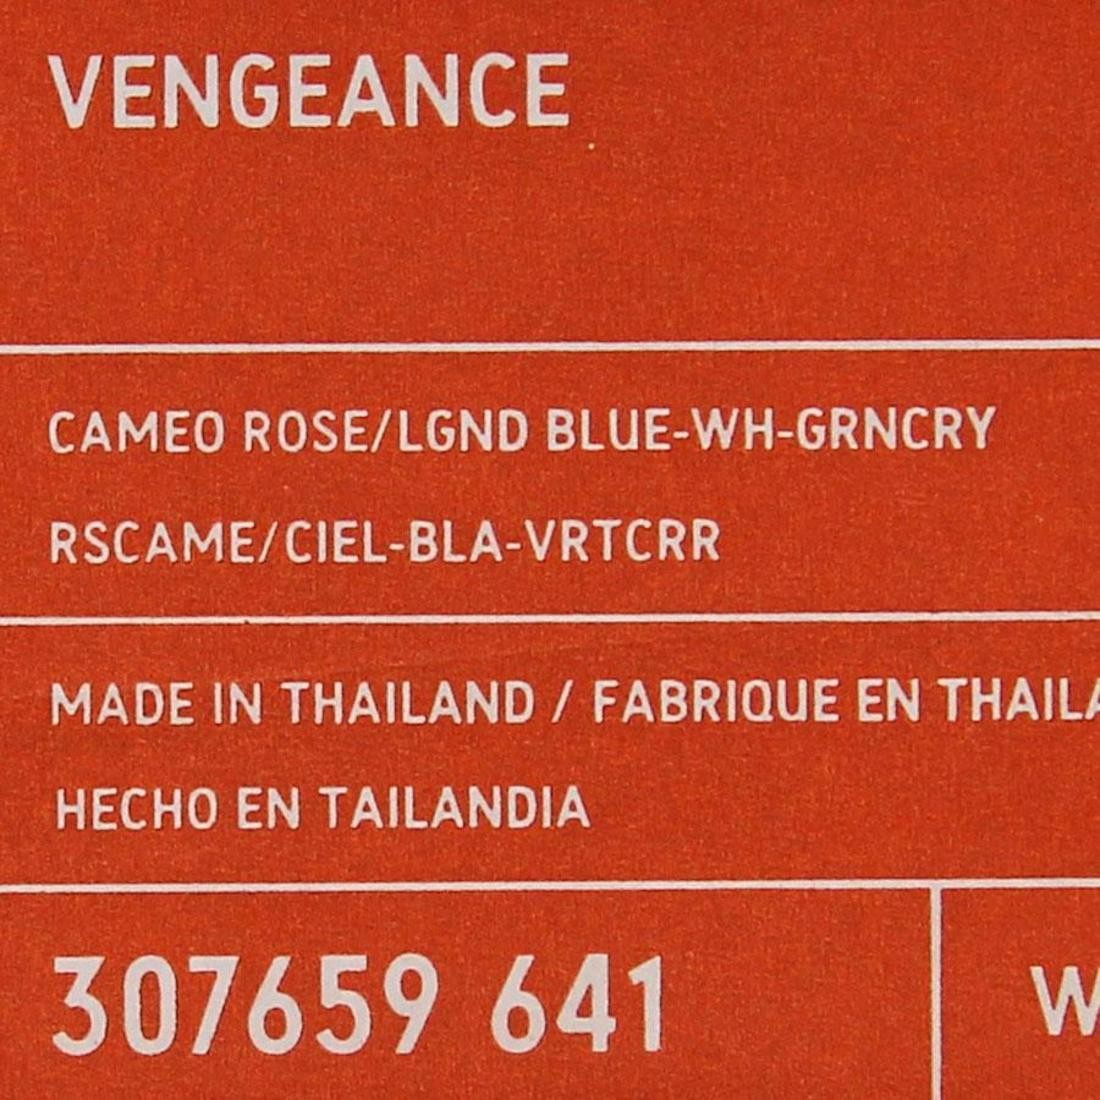 VENGEANCE
CAMEO ROSE/LGND BLUE-WH-GRNCRY
RSCAME/CIEL-BLA-VRTCRR
MADE IN THAILAND / FABRIQUE EN THAILA
HECHO EN TAILANDIA
307659 641
W